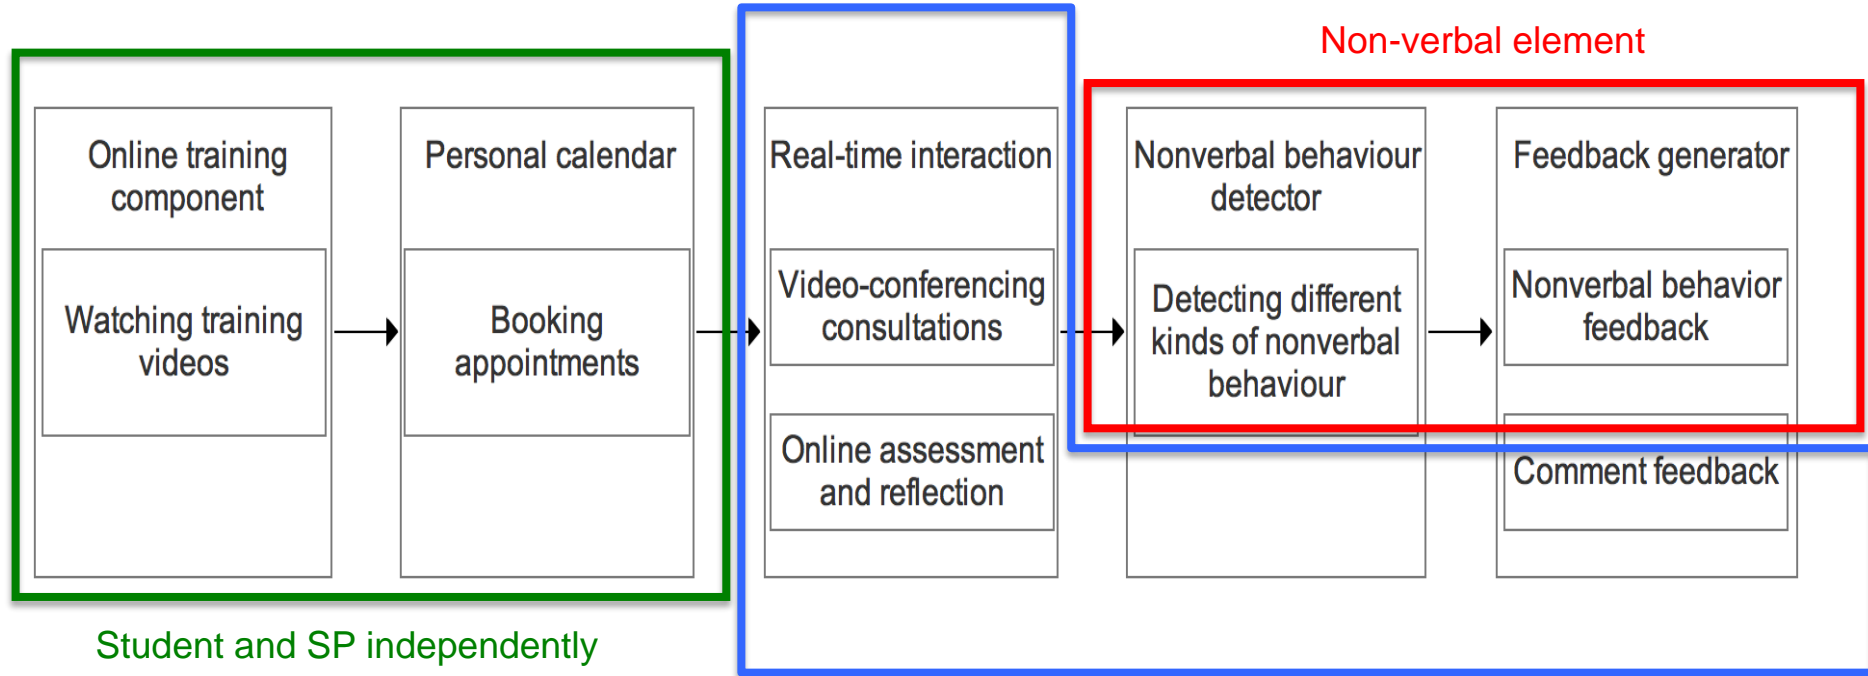 Non-verbal element
Online training
component
Watching training
videos
Personal calendar
Booking
appointments
Real-time interaction
Video-conferencing
consultations
Online assessment
and reflection
Nonverbal behaviour
detector
Detecting different
kinds of nonverbal
behaviour
Feedback generator
Nonverbal behavior
feedback
Comment feedback
Student and SP independently